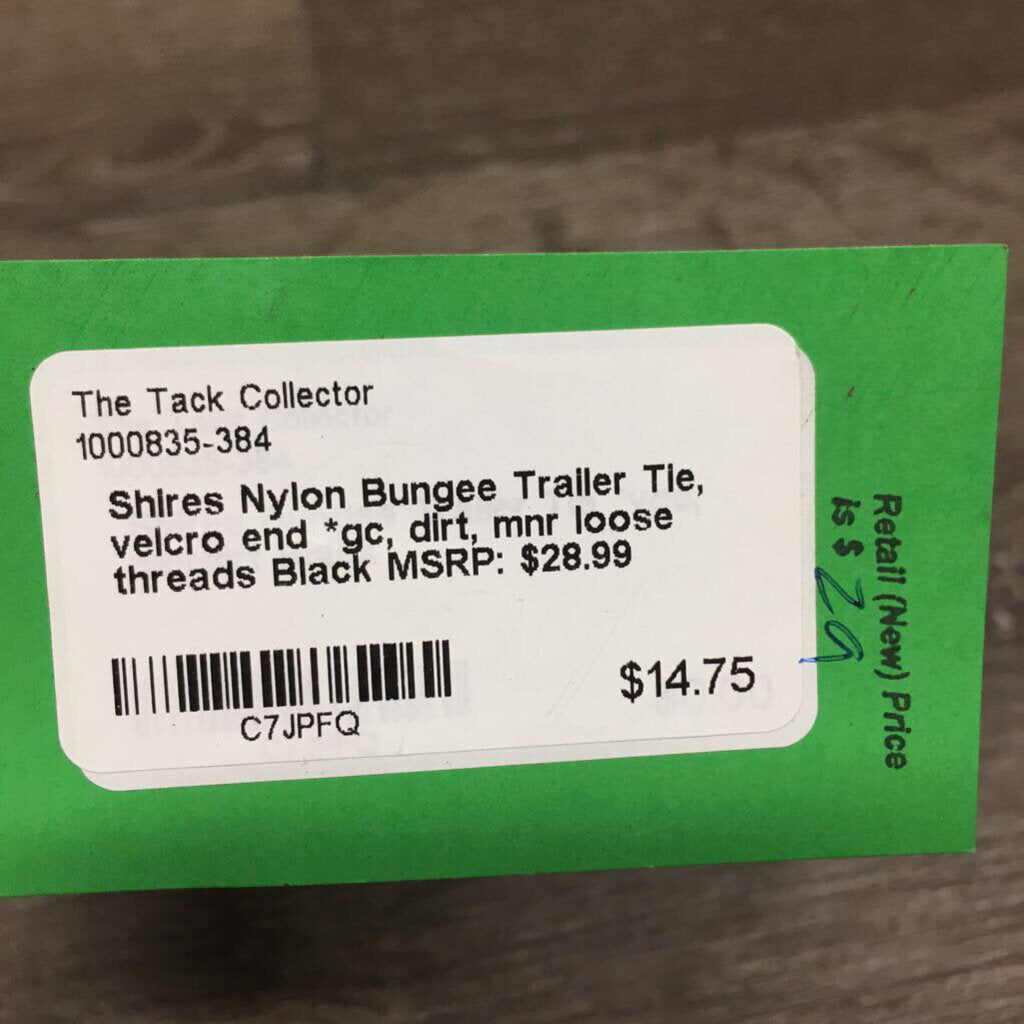 The Tack Collector
1000835-384
Shires Nylon Bungee Trailer Tie,
velcro end *gc, dirt, mnr loose
threads Black MSRP: $28.99
C7JPFQ
$14.75
Retail (New) Price
is $ 29